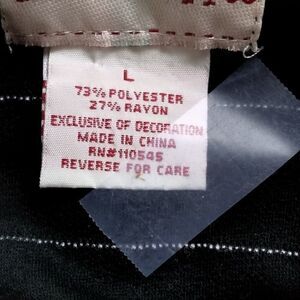 L
73% POLYESTER
27% RAYON
EXCLUSIVE OF DECORATION
MADE IN CHINA
RN#110545
REVERSE FOR CARE